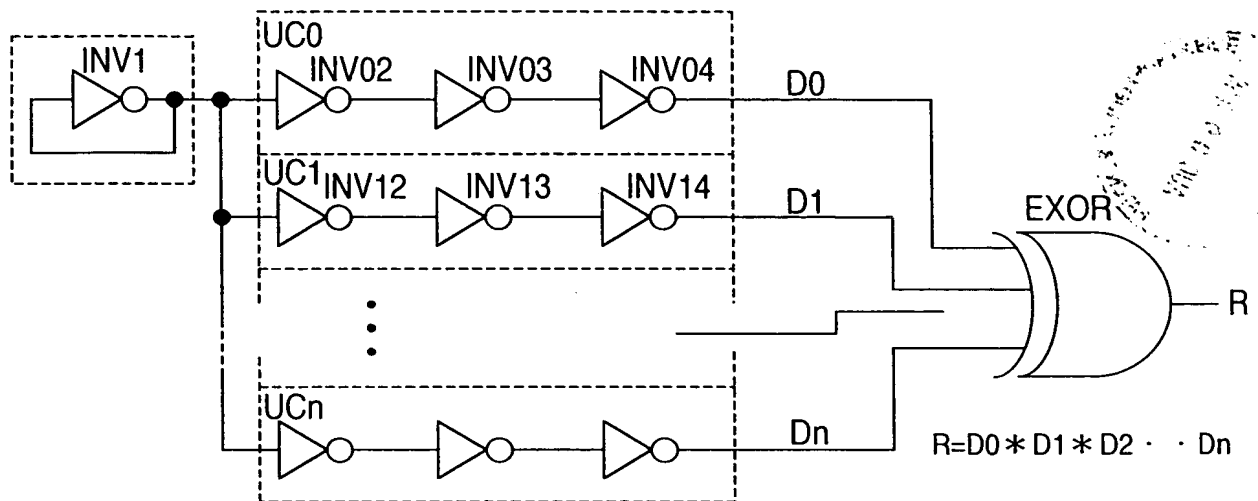 UC0
INV1
INV02
INV03
INV04
D0
UC1
INV12
INV13
INV14
D1
EXOR
R
UCn
Dn
R=D0*D1*D2 · · Dn